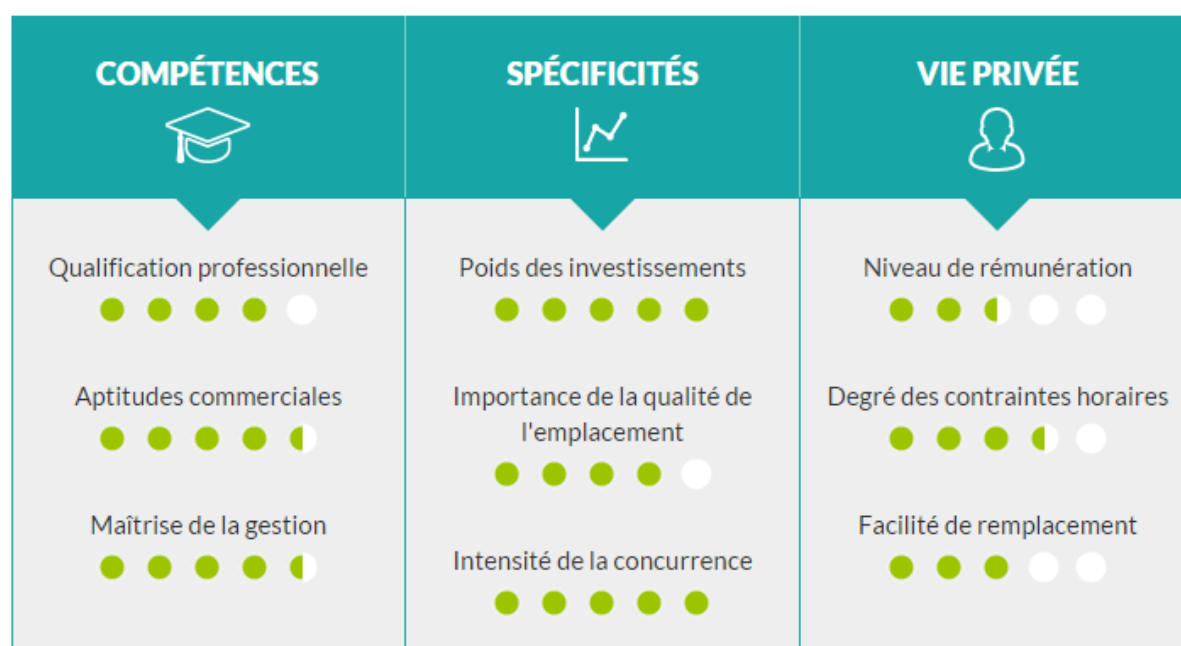 COMPÉTENCES
Qualification professionnelle
Aptitudes commerciales
Maîtrise de la gestion
SPÉCIFICITÉS
Poids des investissements
Importance de la qualité de
l'emplacement
Intensité de la concurrence
VIE PRIVÉE
Niveau de rémunération
Degré des contraintes horaires
Facilité de remplacement